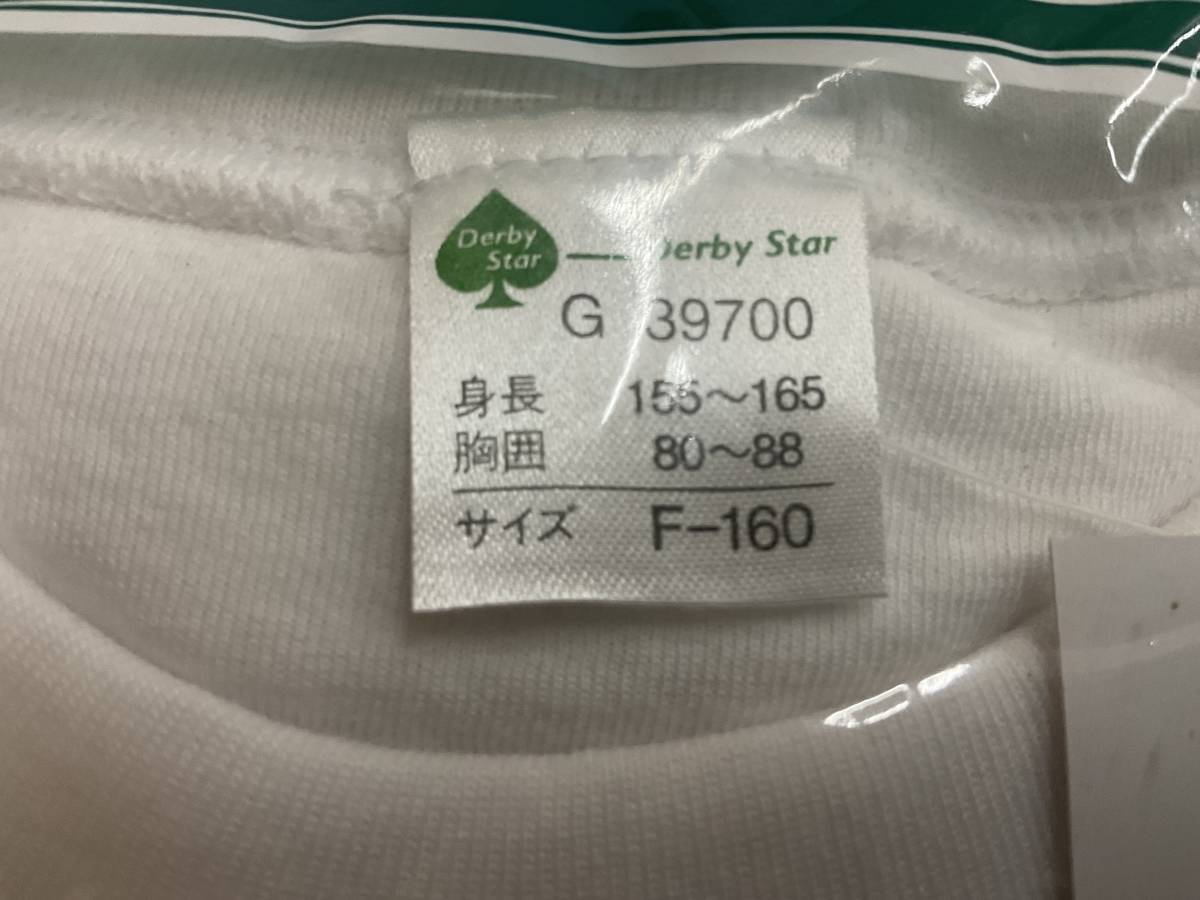 Derby
Star
Derby Star
G 39700
身長 155～165
胸囲 80～88
サイズ F-160